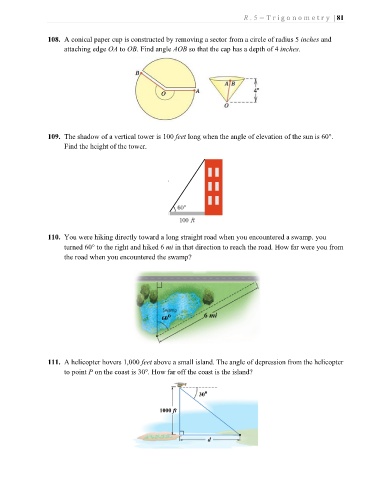 R.5 – Trigonometry | 81
108. A conical paper cup is constructed by removing a sector from a circle of radius 5 inches and
attaching edge OA to OB. Find angle AOB so that the cap has a depth of 4 inches.
B
O
A
A B
4"
O
109. The shadow of a vertical tower is 100 feet long when the angle of elevation of the sun is 60°.
Find the height of the tower.
60°
100 ft
110. You were hiking directly toward a long straight road when you encountered a swamp. you
turned 60° to the right and hiked 6 mi in that direction to reach the road. How far were you from
the road when you encountered the swamp?
Swamp
60°
6 mi
111. A helicopter hovers 1,000 feet above a small island. The angle of depression from the helicopter
to point P on the coast is 30°. How far off the coast is the island?
30°
1000 ft
d